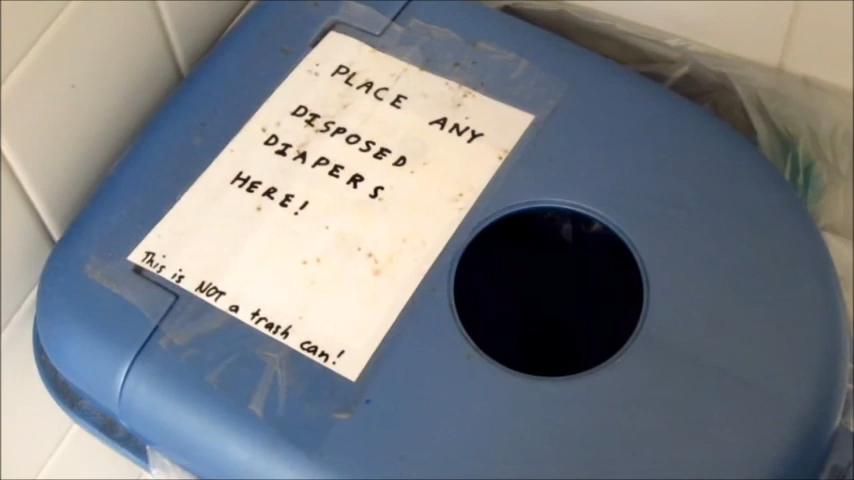 PLACE ANY
DISPOSED
DIAPERS
HERE!
This is NOT a trash can!